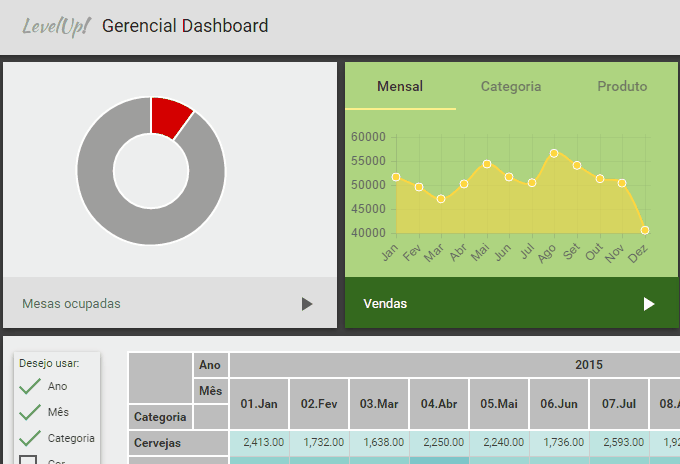 LevelUp! Gerencial Dashboard
Mensal Categoria Produto
60000
55000
50000
45000
40000
Jan Fev Mar Abr Mai Jun Jul Ago Set Out Nov Dez
Mesas ocupadas
Vendas
Desejo usar:
Ano
Mês
Categoria
Ano 2015
Mês 01.Jan 02.Fev 03.Mar 04.Abr 05.Mai 06.Jun 07.Jul 08.A
Categoria
Cervejas 2,413.00 1,732.00 1,638.00 2,250.00 2,240.00 1,736.00 2,593.00 1,92